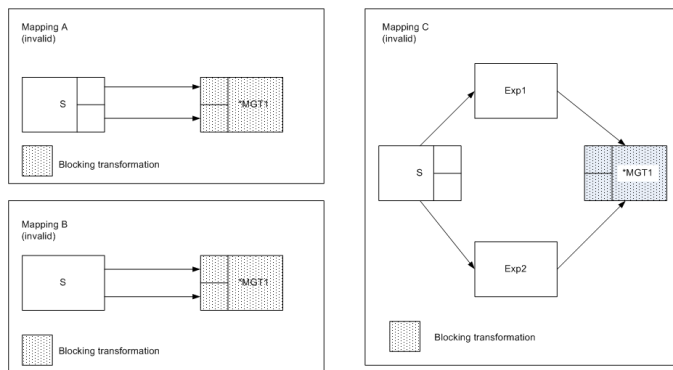 Mapping A
(invalid)
S
*MGT1
Blocking transformation
Mapping B
(invalid)
S
*MGT1
Blocking transformation
Mapping C
(invalid)
Exp1
S
*MGT1
Exp2
Blocking transformation